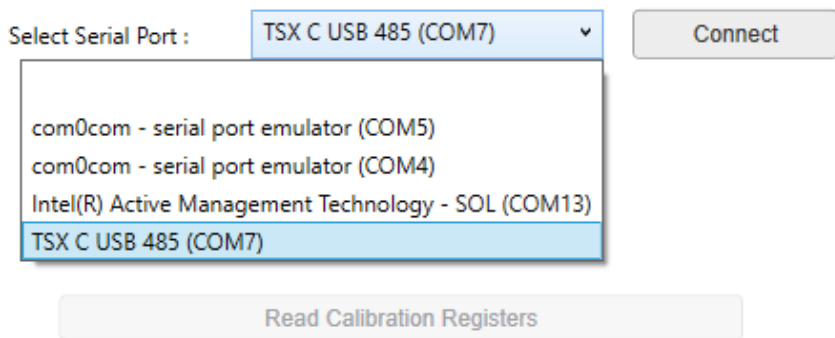 Select Serial Port :
TSX C USB 485 (COM7)
Connect
com0com - serial port emulator (COM5)
com0com - serial port emulator (COM4)
Intel(R) Active Management Technology - SOL (COM13)
TSX C USB 485 (COM7)
Read Calibration Registers